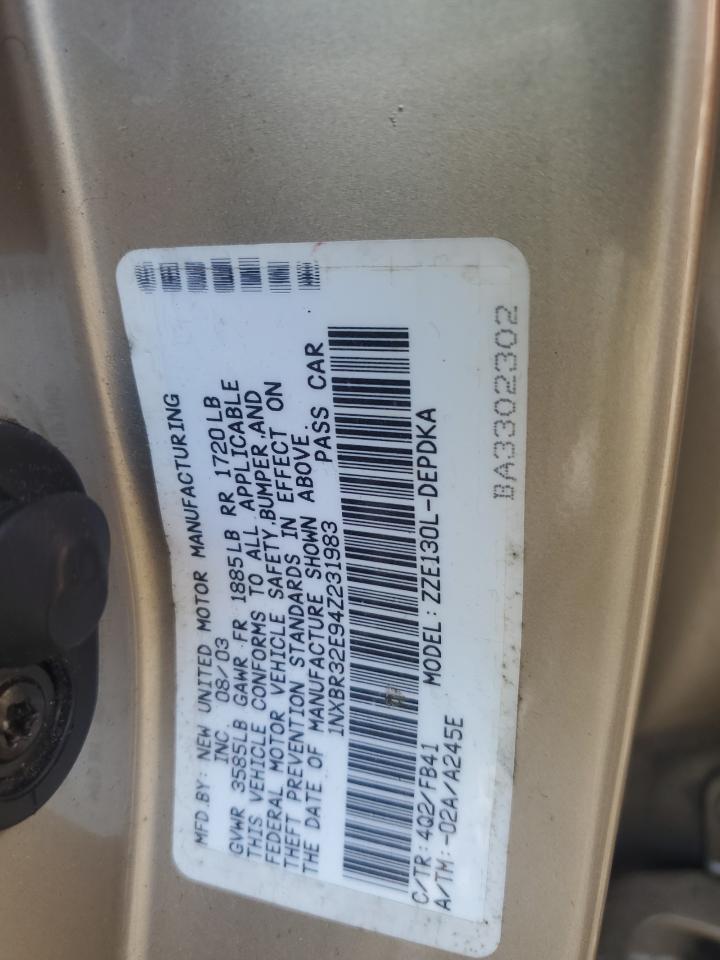 MFD.BY: NEW UNITED MOTOR MANUFACTURING
INC. 08/03
GVWR 3585LB GAWR FR 1885LB RR 1720LB
THIS VEHICLE CONFORMS TO ALL APPLICABLE
FEDERAL MOTOR VEHICLE SAFETY,BUMPER,AND
THEFT PREVENTION STANDARDS IN EFFECT ON
THE DATE OF MANUFACTURE SHOWN ABOVE.
1NXBR32E94Z231983 PASS CAR
C/TR:4Q2/FB41 MODEL:ZZE130L-DEPDKA
A/TM:-02A/A245E
BA3302302